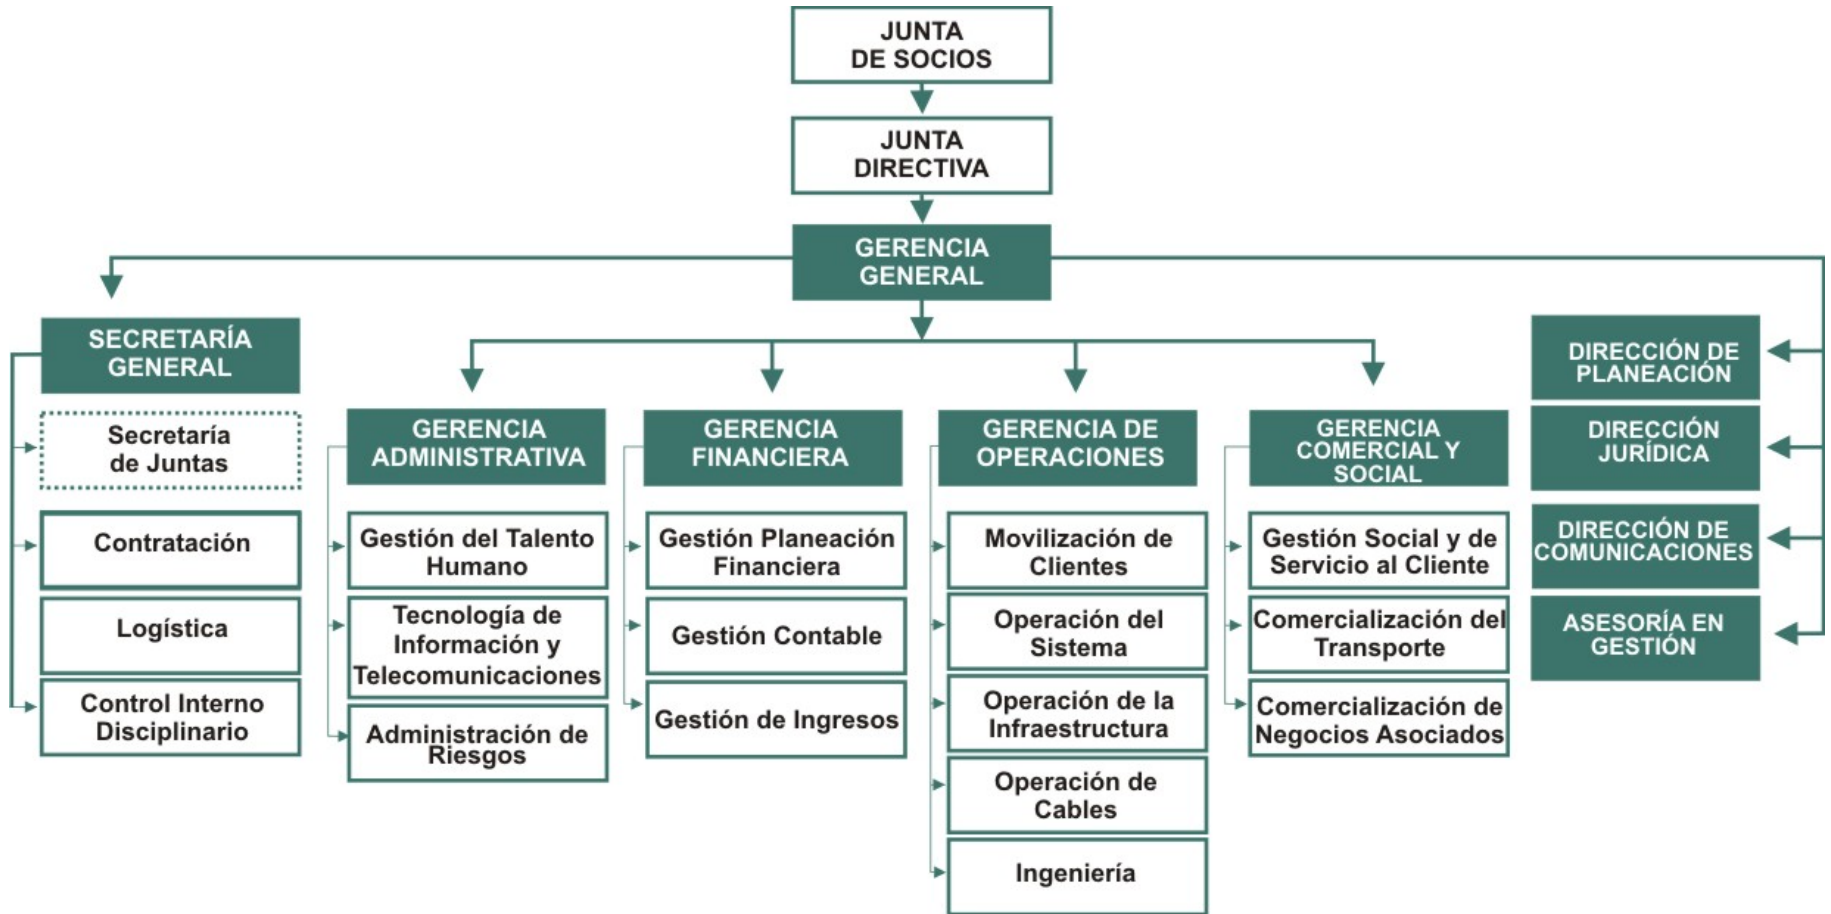 JUNTA
DE SOCIOS
JUNTA
DIRECTIVA
GERENCIA
GENERAL
SECRETARÍA
GENERAL
Secretaría
de Juntas
Contratación
Logística
Control Interno
Disciplinario
GERENCIA
ADMINISTRATIVA
Gestión del Talento
Humano
Tecnología de
Información y
Telecomunicaciones
Administración de
Riesgos
GERENCIA
FINANCIERA
Gestión Planeación
Financiera
Gestión Contable
Gestión de Ingresos
GERENCIA DE
OPERACIONES
Movilización de
Clientes
Operación del
Sistema
Operación de la
Infraestructura
Operación de
Cables
Ingeniería
GERENCIA
COMERCIAL Y
SOCIAL
Gestión Social y de
Servicio al Cliente
Comercialización del
Transporte
Comercialización de
Negocios Asociados
DIRECCIÓN DE
PLANEACIÓN
DIRECCIÓN
JURÍDICA
DIRECCIÓN DE
COMUNICACIONES
ASESORÍA EN
GESTIÓN